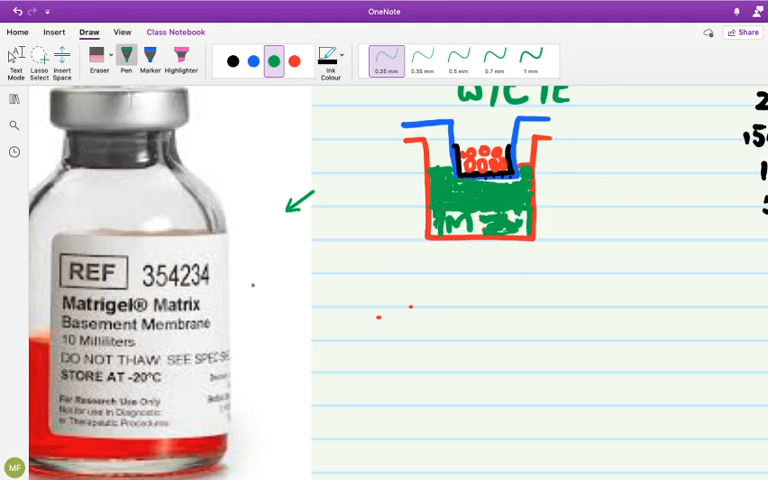 OneNote
Home Insert Draw View Class Notebook
Share
Text Mode
Lasso Select
Insert Space
Eraser
Pen
Marker
Highlighter
Ink Colour
0.25 mm
0.35 mm
0.5 mm
0.7 mm
1 mm
REF 354234
Matrigel® Matrix
Basement Membrane
10 Milliliters
DO NOT THAW: SEE SPEC
STORE AT -20°C
For Research Use Only
Not for use in Diagnostic
or Therapeutic Procedures
M
MF